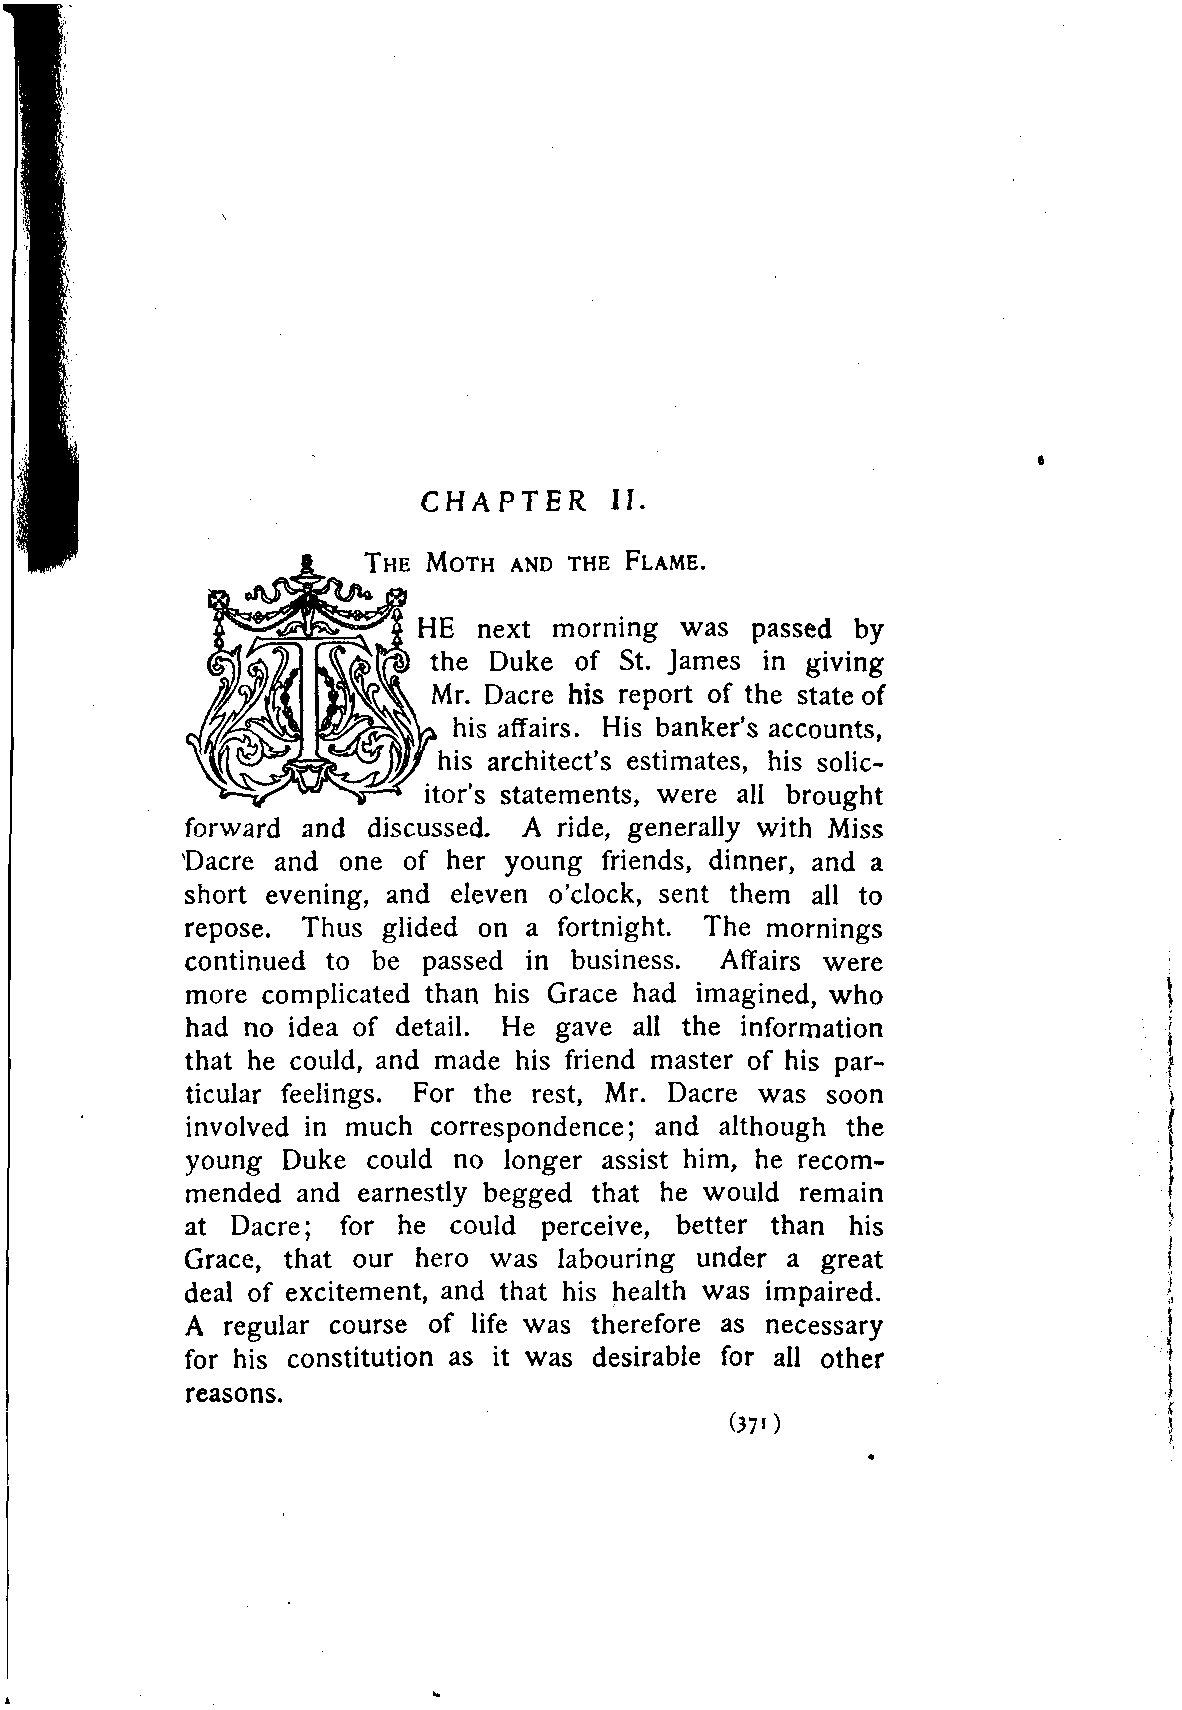 CHAPTER II.
THE MOTH AND THE FLAME.
THE next morning was passed by
the Duke of St. James in giving
Mr. Dacre his report of the state of
his affairs. His banker's accounts,
his architect's estimates, his solic-
itor's statements, were all brought
forward and discussed. A ride, generally with Miss
Dacre and one of her young friends, dinner, and a
short evening, and eleven o'clock, sent them all to
repose. Thus glided on a fortnight. The mornings
continued to be passed in business. Affairs were
more complicated than his Grace had imagined, who
had no idea of detail. He gave all the information
that he could, and made his friend master of his par-
ticular feelings. For the rest, Mr. Dacre was soon
involved in much correspondence; and although the
young Duke could no longer assist him, he recom-
mended and earnestly begged that he would remain
at Dacre; for he could perceive, better than his
Grace, that our hero was labouring under a great
deal of excitement, and that his health was impaired.
A regular course of life was therefore as necessary
for his constitution as it was desirable for all other
reasons.
(371)